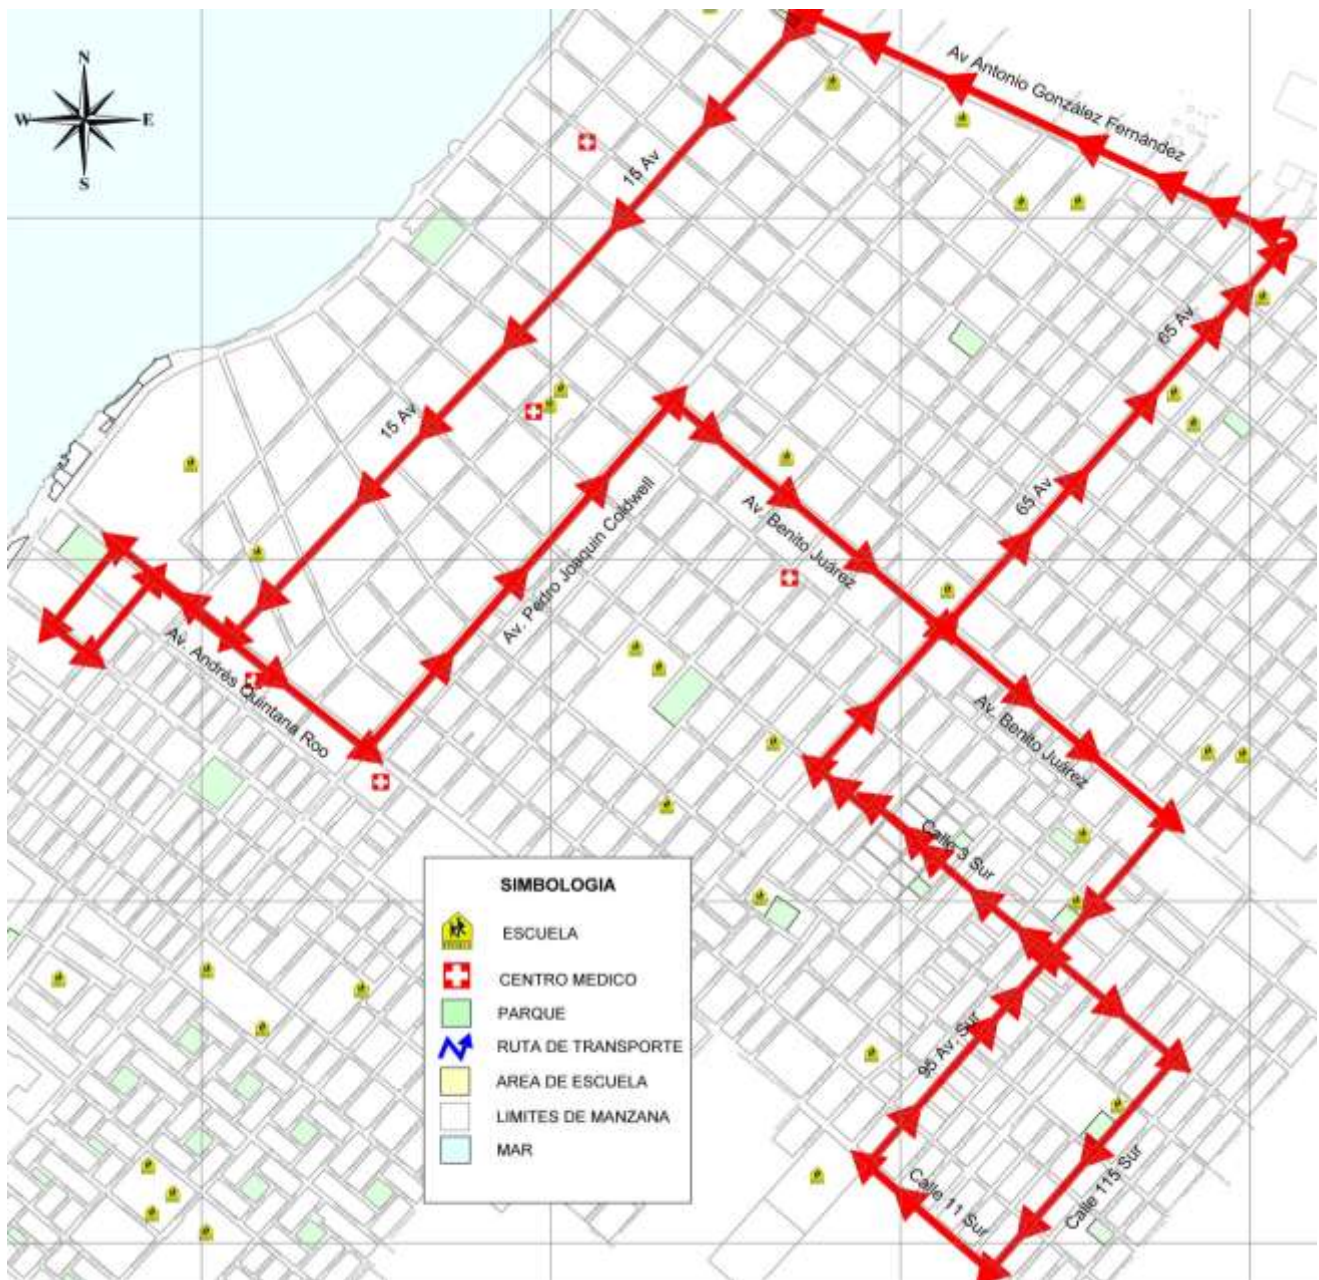 N
W
E
S
Av Antonio González Fernández
15 Av
65 Av.
15 Av
65 Av
Av. Pedro Joaquin Coldwell
Av. Benito Juárez
Av. Andrés Quintana Roo
Av. Benito Juárez
Calle 3 Sur
95 Av. Sur
Calle 115 Sur
Calle 11 Sur
SIMBOLOGIA
ESCUELA
CENTRO MEDICO
PARQUE
RUTA DE TRANSPORTE
AREA DE ESCUELA
LIMITES DE MANZANA
MAR